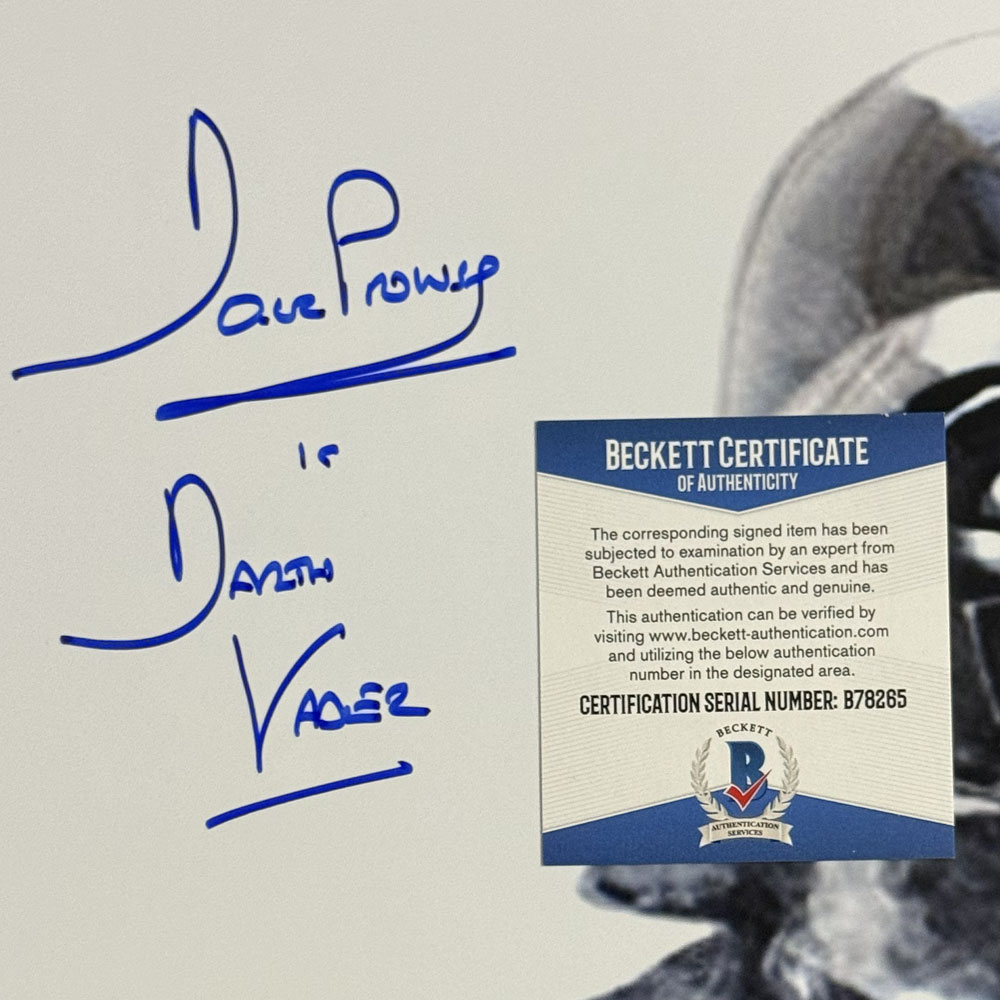 Dave Prowse
is
DARTH
VADER
BECKETT CERTIFICATE
OF AUTHENTICITY
The corresponding signed item has been
subjected to examination by an expert from
Beckett Authentication Services and has
been deemed authentic and genuine.
This authentication can be verified by
visiting www.beckett-authentication.com
and utilizing the below authentication
number in the designated area.
CERTIFICATION SERIAL NUMBER: B78265
BECKETT
B
AUTHENTICATION
SERVICES